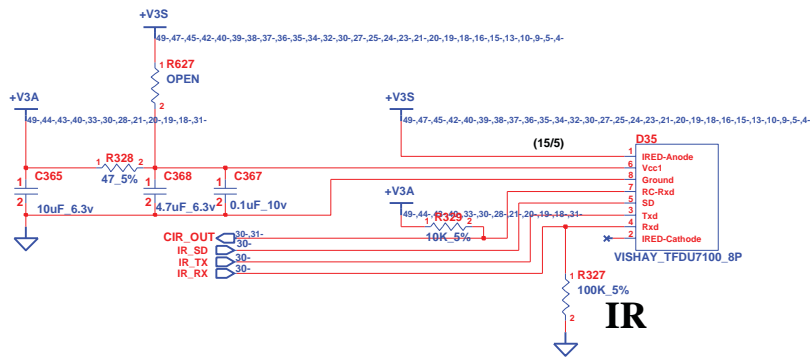 +V3S
49-,47-,45-,42-,40-,39-,38-,37-,36-,35-,34-,32-,30-,27-,25-,24-,23-,21-,20-,19-,18-,16-,15-,13-,10-,9-,5-,4-
1
R627
OPEN
2
+V3A
49-,44-,43-,40-,33-,30-,28-,21-,20-,19-,18-,31-
+V3S
49-,47-,45-,42-,40-,39-,38-,37-,36-,35-,34-,32-,30-,27-,25-,24-,23-,21-,20-,19-,18-,16-,15-,13-,10-,9-,5-,4-
(15/5)
D35
1 R328 2
47_5%
1 C365
2
10uF_6.3v
1 C368
2
4.7uF_6.3v
1 C367
2
0.1uF_10v
1 IRED-Anode
6 Vcc1
8 Ground
7 RC-Rxd
5 SD
3 Txd
4 Rxd
2 IRED-Cathode
VISHAY_TFDU7100_8P
+V3A
1 R329 2
10K_5%
CIR_OUT 30-,31-
IR_SD 30-
IR_TX 30-
IR_RX 30-
1
R327
100K_5%
2
IR